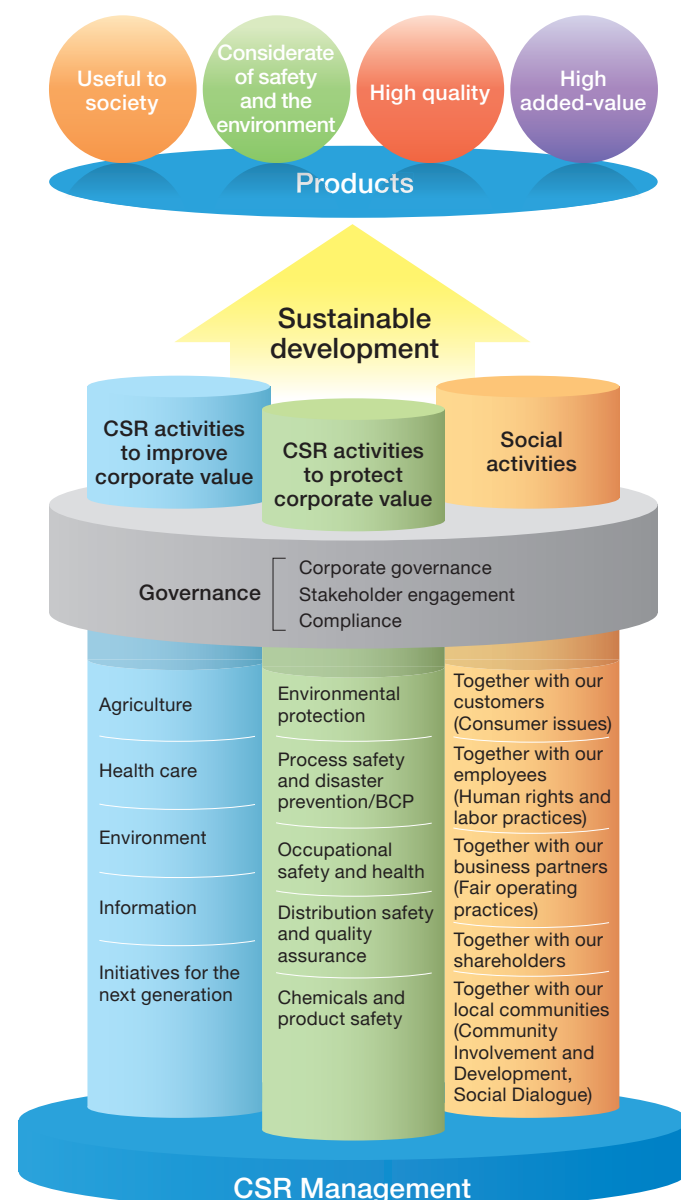 Useful to
society
Considerate
of safety
and the
environment
High quality
High
added-value
Products
Sustainable
development
CSR activities
to improve
corporate value
CSR activities
to protect
corporate value
Social
activities
Governance
Corporate governance
Stakeholder engagement
Compliance
Agriculture
Health care
Environment
Information
Initiatives for the
next generation
Environmental
protection
Process safety
and disaster
prevention/BCP
Occupational
safety and health
Distribution safety
and quality
assurance
Chemicals and
product safety
Together with our
customers
(Consumer issues)
Together with our
employees
(Human rights and
labor practices)
Together with our
business partners
(Fair operating
practices)
Together with our
shareholders
Together with our
local communities
(Community
Involvement and
Development,
Social Dialogue)
CSR Management